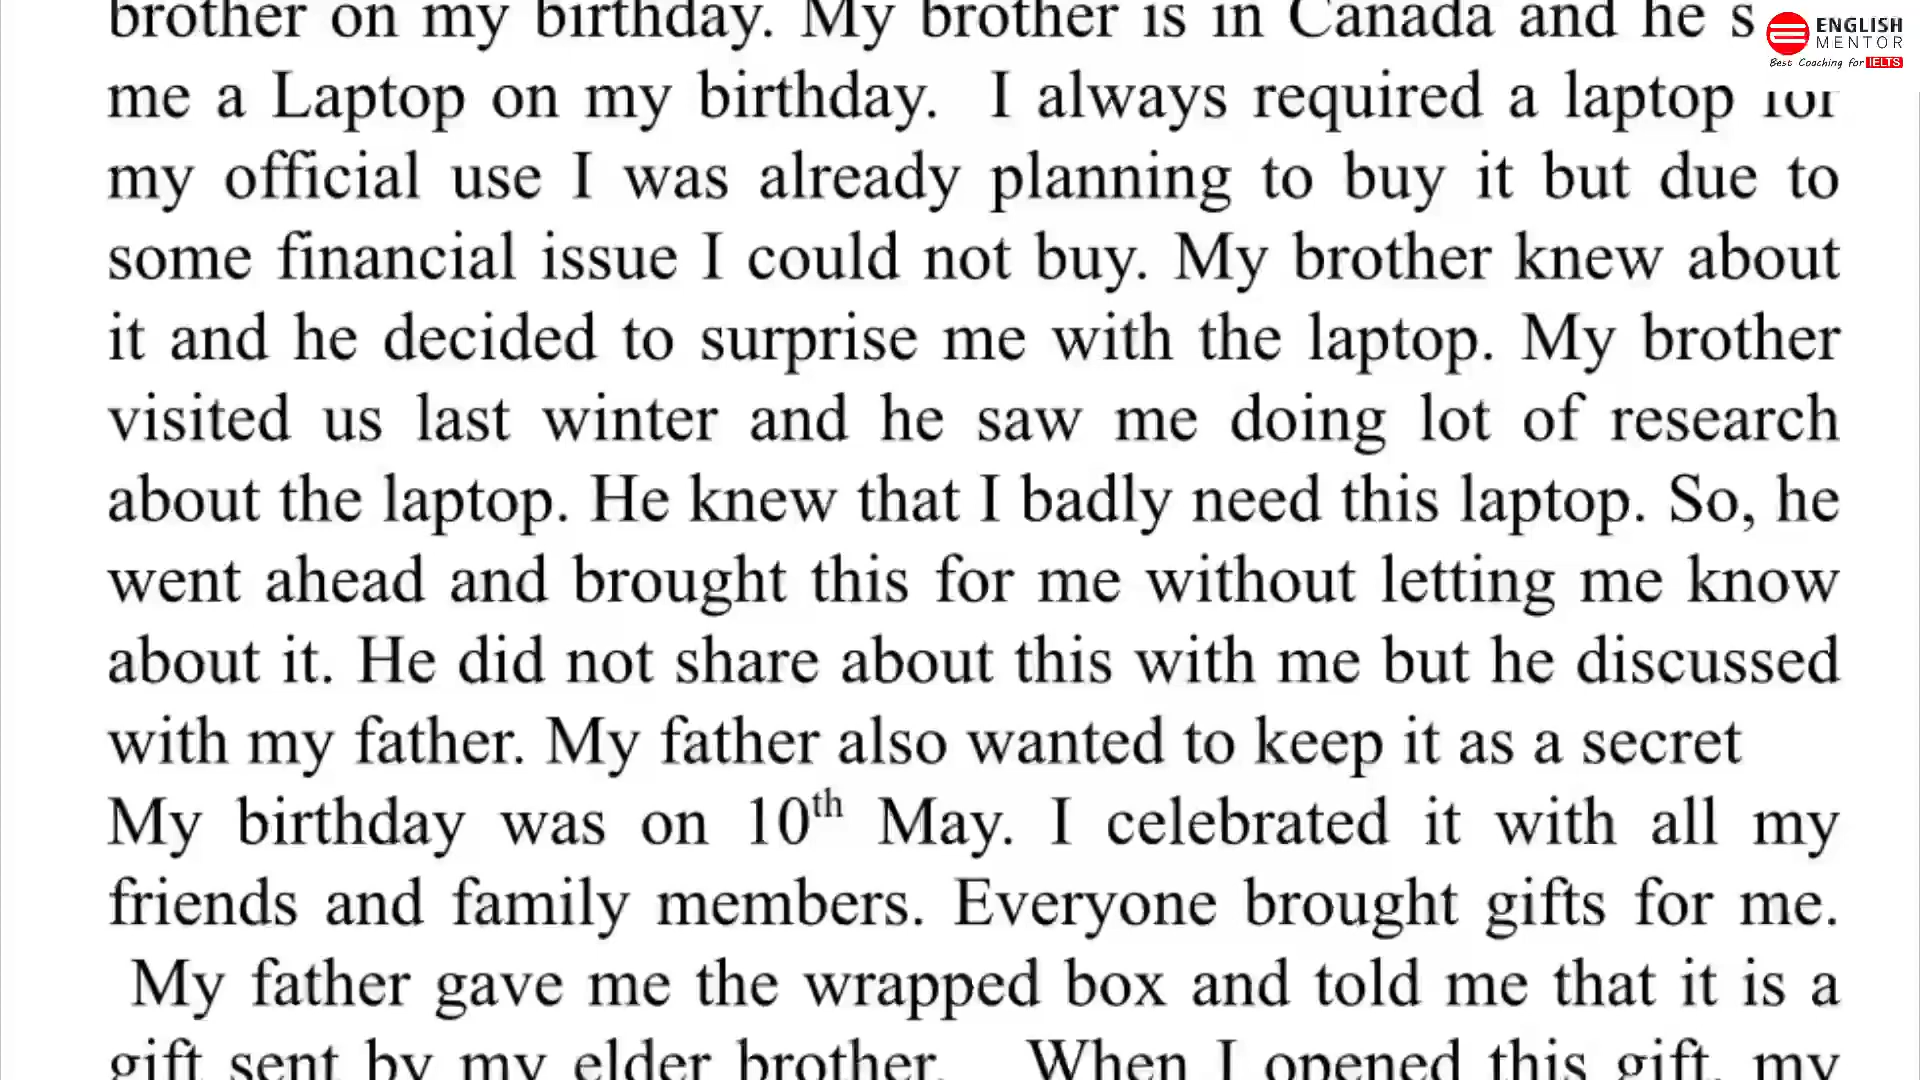 brother on my birthday. My brother is in Canada and he s
ENGLISH
MENTOR
Best Coaching for IELTS
me a Laptop on my birthday. I always required a laptop for
my official use I was already planning to buy it but due to
some financial issue I could not buy. My brother knew about
it and he decided to surprise me with the laptop. My brother
visited us last winter and he saw me doing lot of research
about the laptop. He knew that I badly need this laptop. So, he
went ahead and brought this for me without letting me know
about it. He did not share about this with me but he discussed
with my father. My father also wanted to keep it as a secret
My birthday was on 10th May. I celebrated it with all my
friends and family members. Everyone brought gifts for me.
My father gave me the wrapped box and told me that it is a
gift sent by my elder brother. When I opened this gift, my